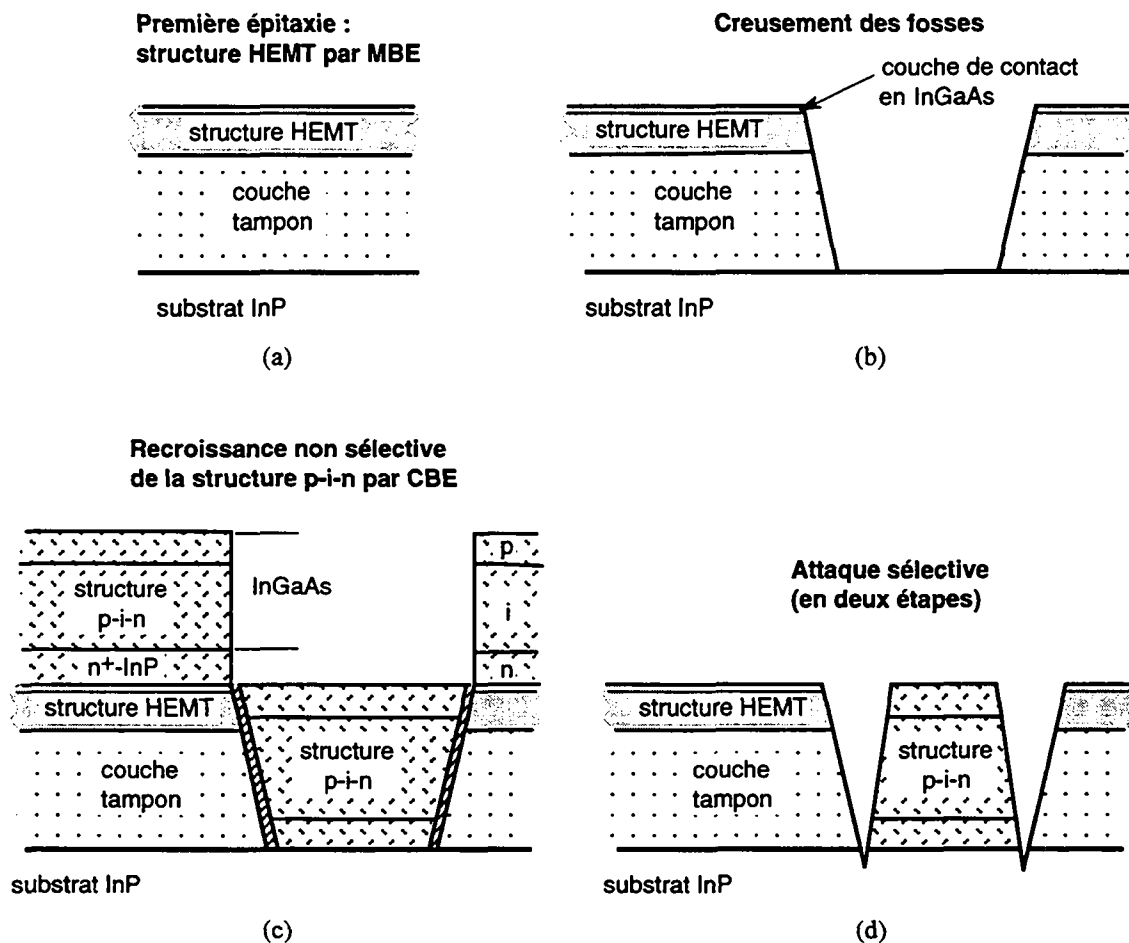 Première épitaxie :
structure HEMT par MBE
structure HEMT
couche
tampon
substrat InP
(a)
Creusement des fosses
couche de contact
en InGaAs
structure HEMT
couche
tampon
substrat InP
(b)
Recroissance non sélective
de la structure p-i-n par CBE
structure
p-i-n
n+-InP
InGaAs
p
i
n
structure HEMT
couche
tampon
structure
p-i-n
substrat InP
(c)
Attaque sélective
(en deux étapes)
structure HEMT
couche
tampon
structure
p-i-n
substrat InP
(d)